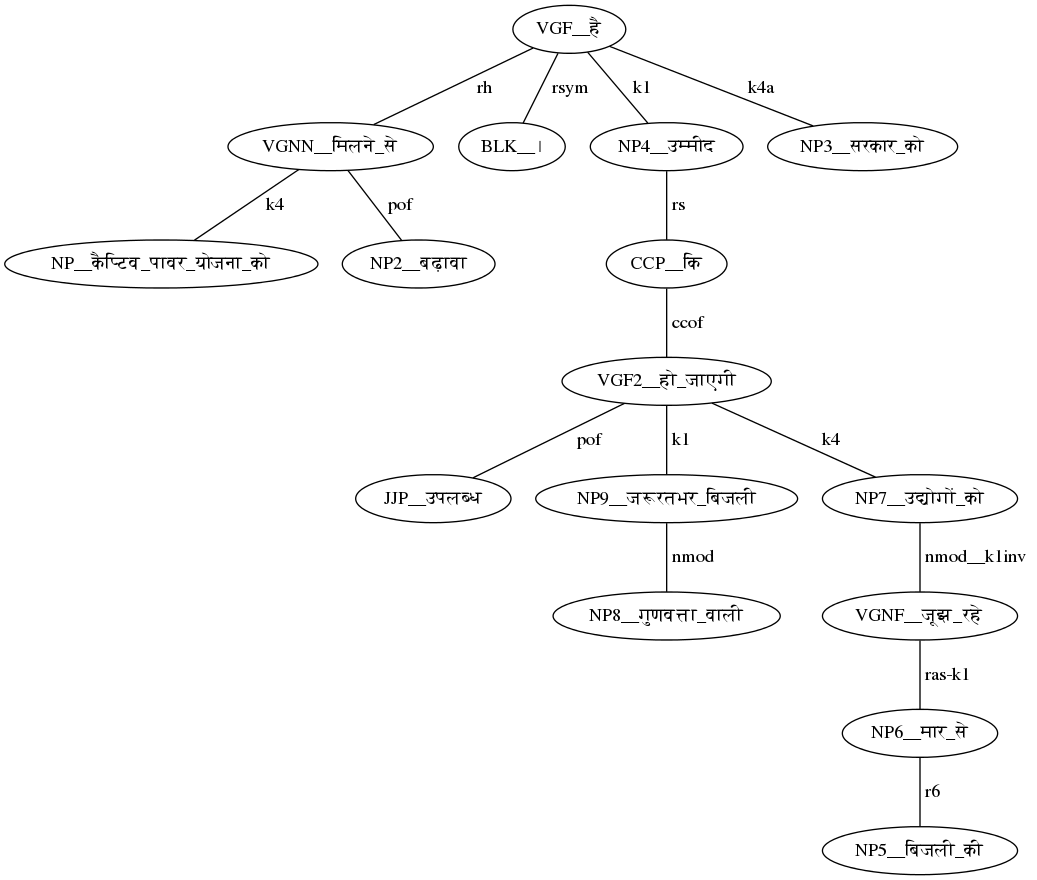 VGF__है
rh rsym k1 k4a
VGNN__मिलने_से BLK__। NP4__उम्मीद NP3__सरकार_को
k4 pof rs
NP__कैप्टिव_पावर_योजना_को NP2__बढ़ावा CCP__कि
ccof
VGF2__हो_जाएगी
pof k1 k4
JJP__उपलब्ध NP9__जरूरतभर_बिजली NP7__उद्योगों_को
nmod nmod__k1inv
NP8__गुणवत्ता_वाली VGNF__जूझ_रहे
ras-k1
NP6__मार_से
r6
NP5__बिजली_की